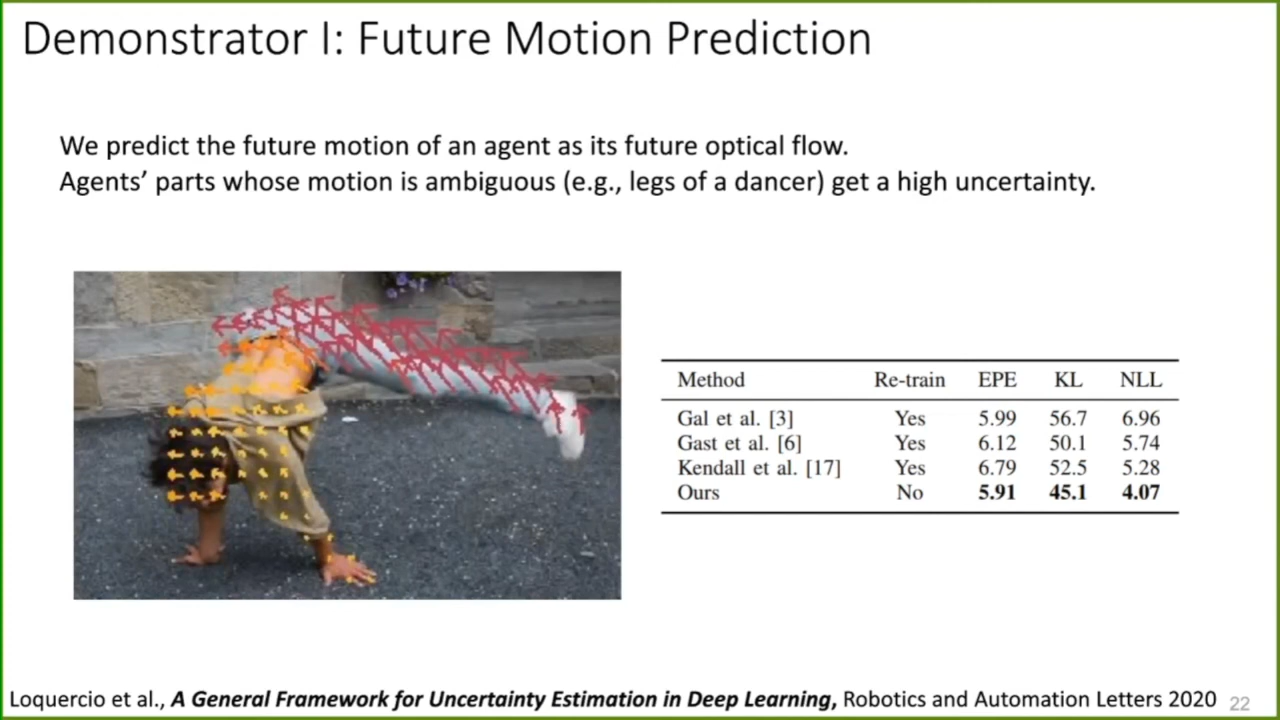 Demonstrator I: Future Motion Prediction
We predict the future motion of an agent as its future optical flow.
Agents’ parts whose motion is ambiguous (e.g., legs of a dancer) get a high uncertainty.
Method Re-train EPE KL NLL
Gal et al. [3] Yes 5.99 56.7 6.96
Gast et al. [6] Yes 6.12 50.1 5.74
Kendall et al. [17] Yes 6.79 52.5 5.28
Ours No 5.91 45.1 4.07
Loquercio et al., A General Framework for Uncertainty Estimation in Deep Learning, Robotics and Automation Letters 2020 22